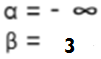 α = - ∞
β = 3